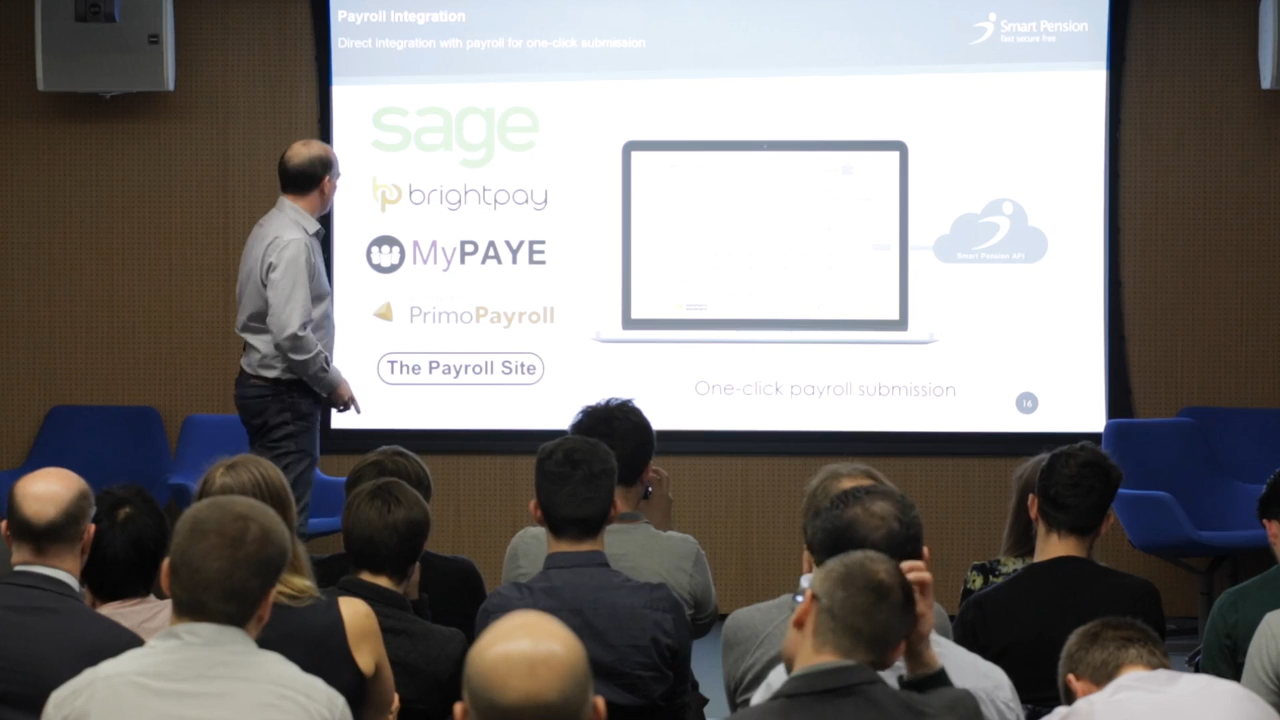 Payroll Integration
Direct integration with payroll for one-click submission
Smart Pension
fast secure free
sage
brightpay
MyPAYE
PrimoPayroll
The Payroll Site
Smart Pension API
One-click payroll submission
16